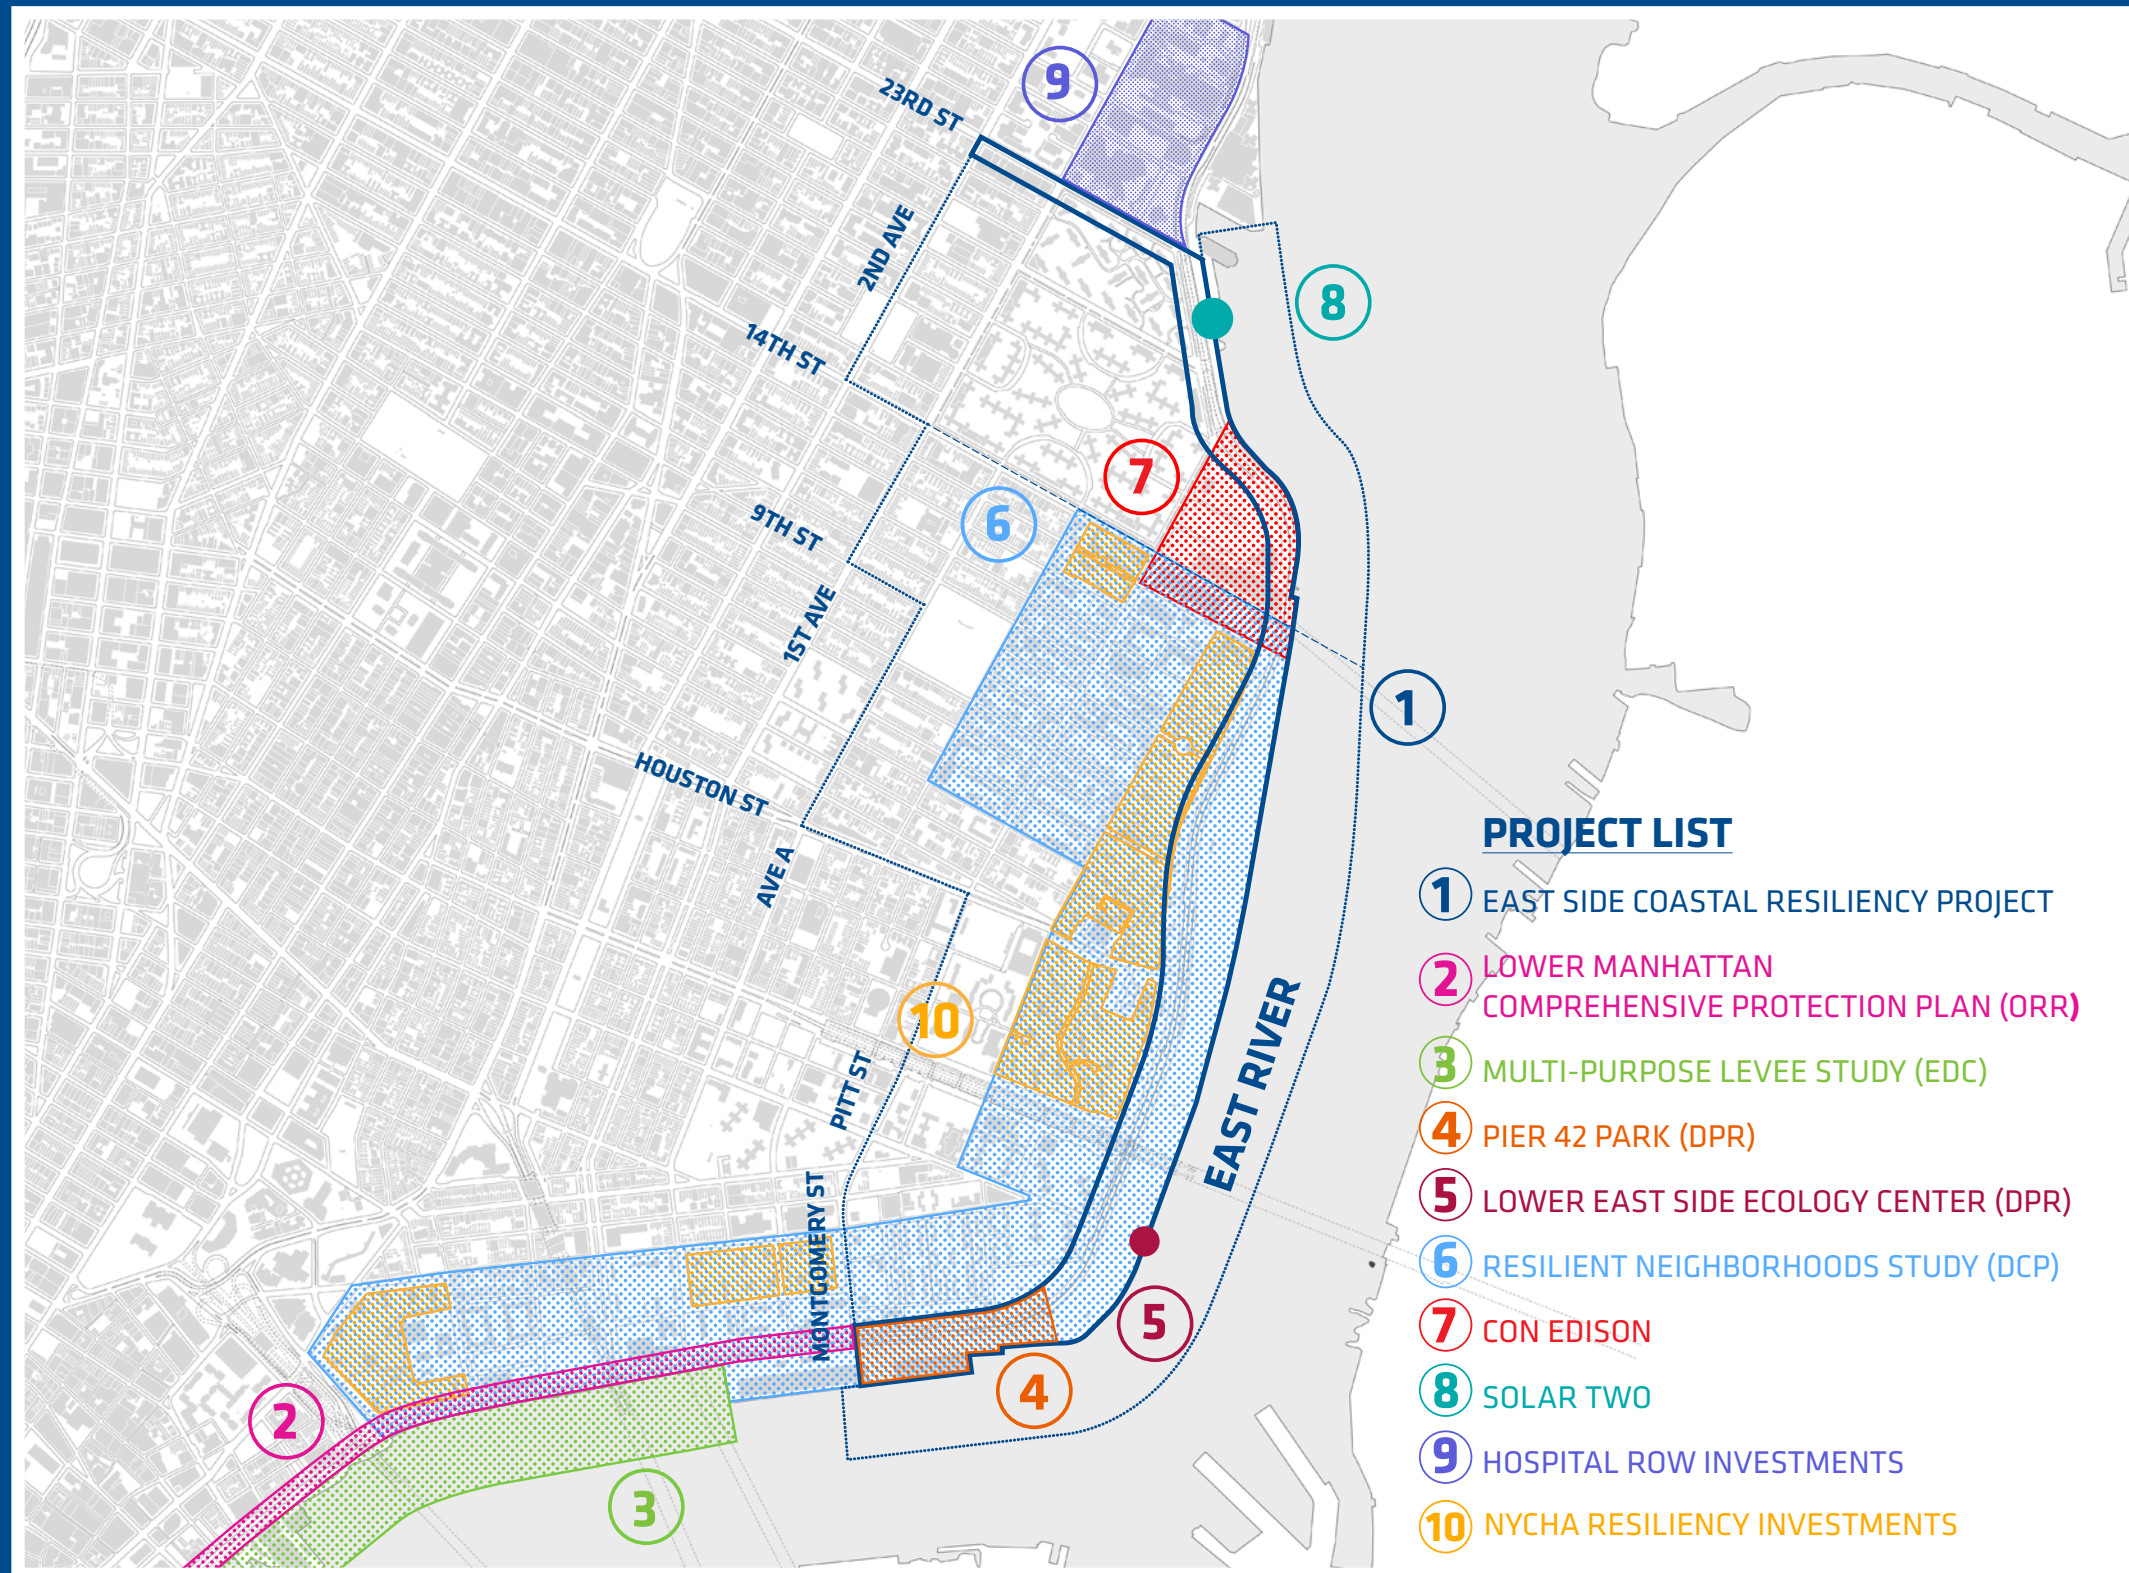 9
23RD ST
2ND AVE
8
14TH ST
7
6
9TH ST
1ST AVE
1
HOUSTON ST
AVE A
10
EAST RIVER
PITT ST
MONTGOMERY ST
5
4
2
3
PROJECT LIST
1 EAST SIDE COASTAL RESILIENCY PROJECT
2 LOWER MANHATTAN
COMPREHENSIVE PROTECTION PLAN (ORR)
3 MULTI-PURPOSE LEVEE STUDY (EDC)
4 PIER 42 PARK (DPR)
5 LOWER EAST SIDE ECOLOGY CENTER (DPR)
6 RESILIENT NEIGHBORHOODS STUDY (DCP)
7 CON EDISON
8 SOLAR TWO
9 HOSPITAL ROW INVESTMENTS
10 NYCHA RESILIENCY INVESTMENTS